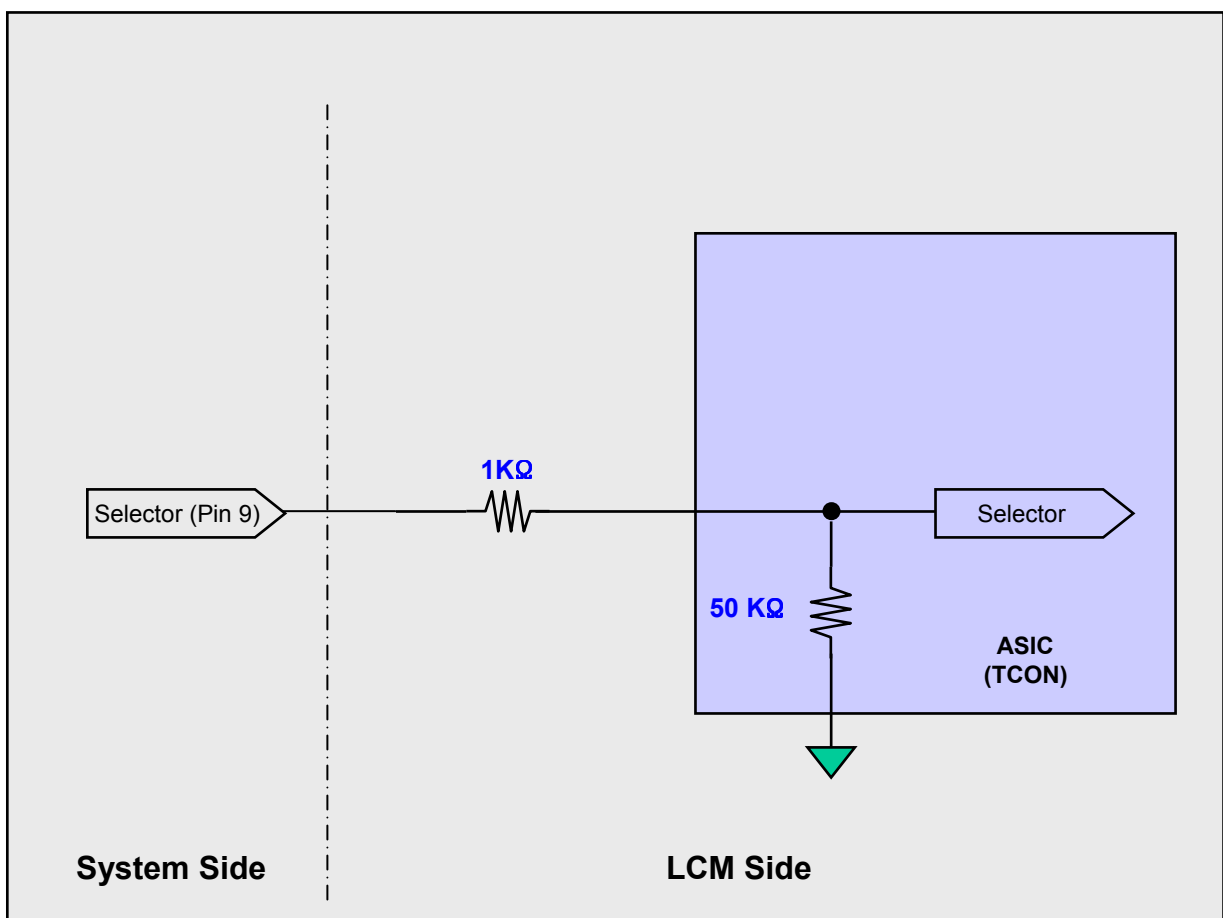 1KΩ
Selector (Pin 9)
Selector
50 KΩ
ASIC
(TCON)
System Side
LCM Side